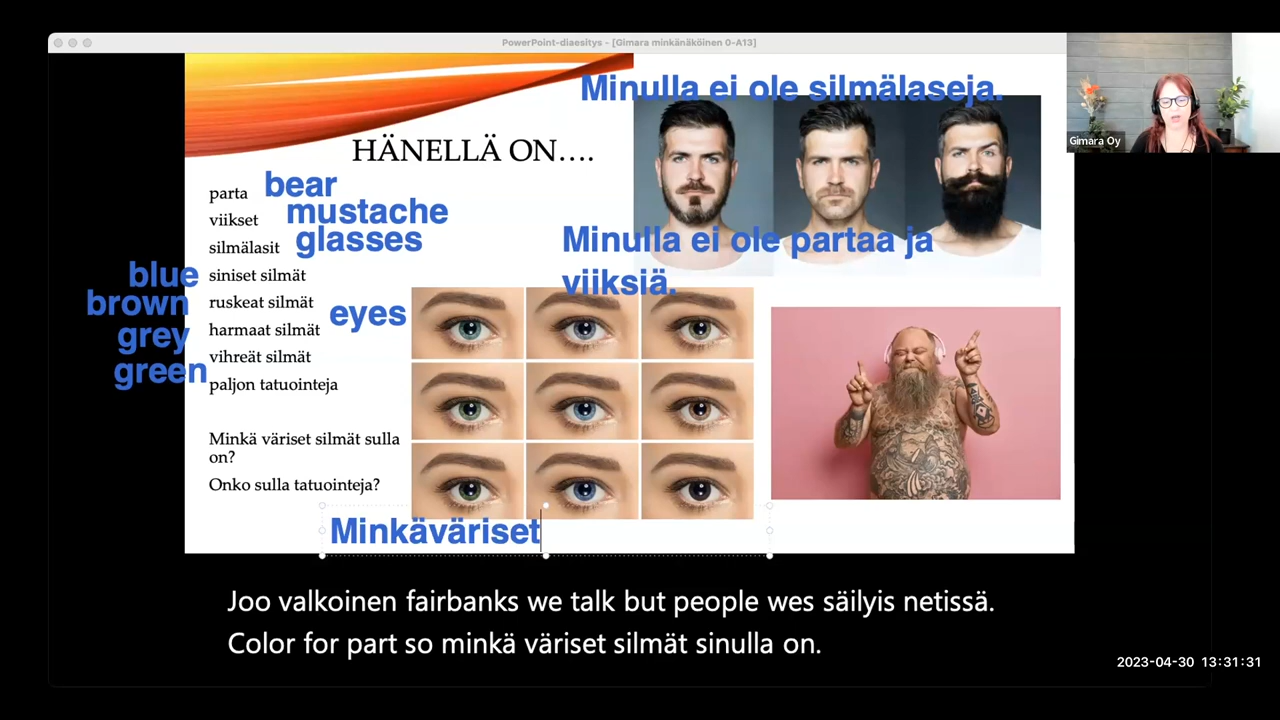 PowerPoint-diaesitys - [Gimara minkänäköinen 0-A13]
Minulla ei ole silmälaseja.
Gimara Oy
HÄNELLÄ ON….
parta bear
viikset mustache
silmälasit glasses
Minulla ei ole partaa ja
viiksiä.
blue siniset silmät
brown ruskeat silmät
eyes
grey harmaat silmät
green vihreät silmät
paljon tatuointeja
Minkä väriset silmät sulla
on?
Onko sulla tatuointeja?
Minkäväriset
Joo valkoinen fairbanks we talk but people wes säilyis netissä.
Color for part so minkä väriset silmät sinulla on.
2023-04-30 13:31:31